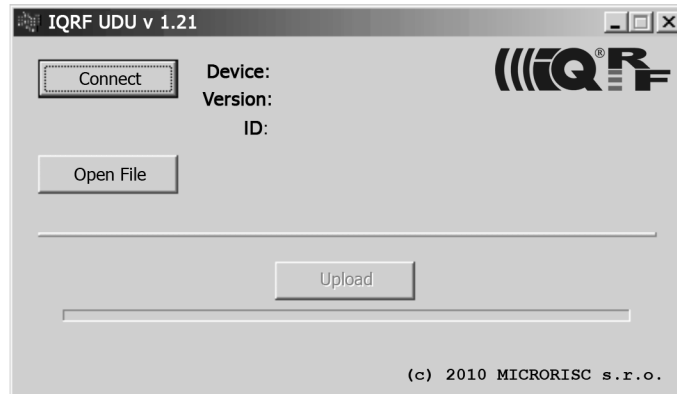 IQRF UDU v 1.21
Connect
Device:
Version:
ID:
IQRF®
Open File
Upload
(c) 2010 MICRORISC s.r.o.